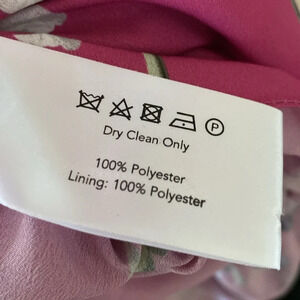 P
Dry Clean Only
100% Polyester
Lining: 100% Polyester